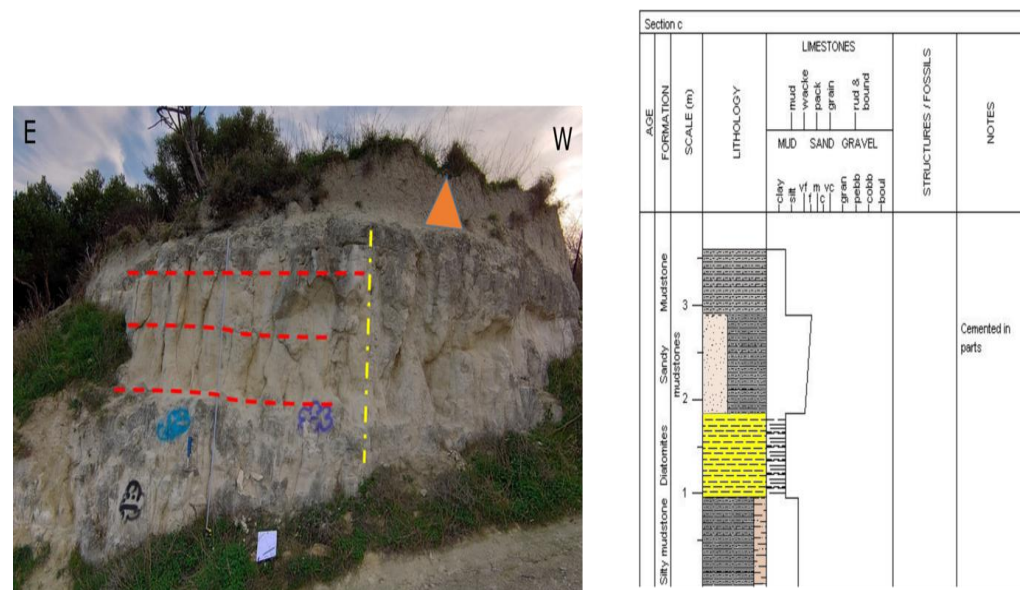 E
W
Section c
AGE
FORMATION
SCALE (m)
LITHOLOGY
LIMESTONES
mud
wacke
pack
grain
rud &
bound
MUD SAND GRAVEL
clay
silt
vf
f
m
c
vc
gran
pebb
cobb
boul
STRUCTURES / FOSSILS
NOTES
Mudstone
Sandy
mudstones
Diatomites
Silty mudstone
3
2
1
Cemented in
parts